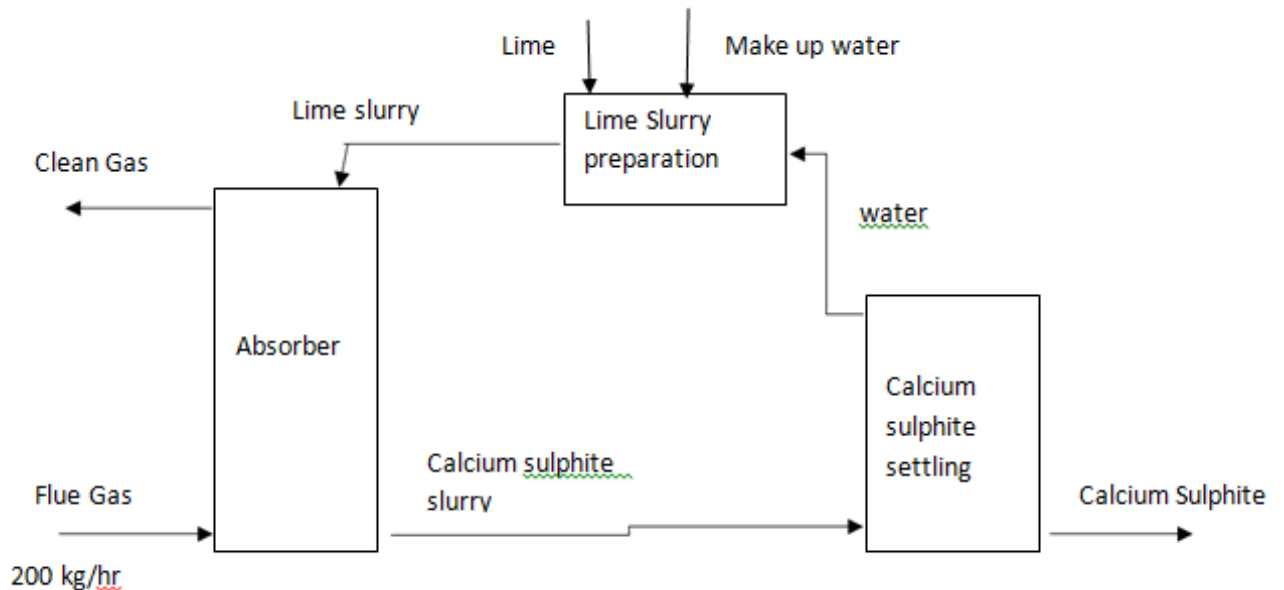 Lime
Make up water
Lime slurry
Lime Slurry
preparation
Clean Gas
water
Absorber
Calcium
sulphite
settling
Calcium sulphite
slurry
Flue Gas
Calcium Sulphite
200 kg/hr